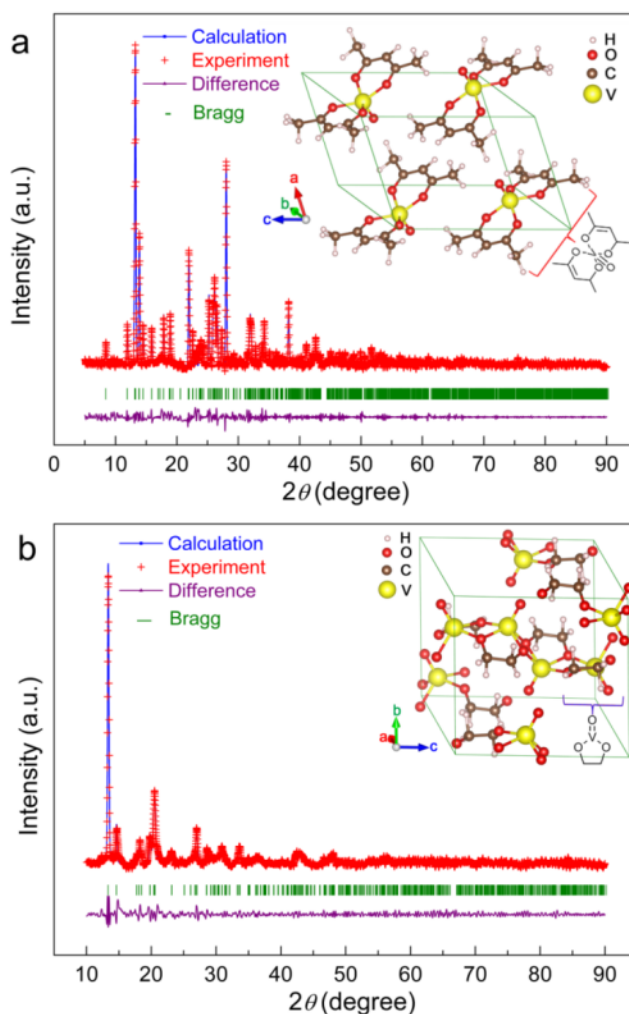 a
Calculation
Experiment
Difference
Bragg
H
O
C
V
a
b
c
O
O
V
O
O
O
Intensity (a.u.)
0 10 20 30 40 50 60 70 80 90
2θ (degree)
b
Calculation
Experiment
Difference
Bragg
H
O
C
V
b
a
c
O
V
O
O
Intensity (a.u.)
10 20 30 40 50 60 70 80 90
2θ (degree)